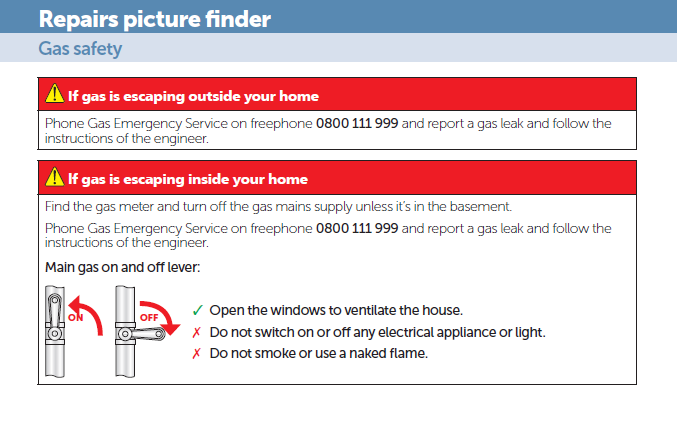 Repairs picture finder
Gas safety
If gas is escaping outside your home
Phone Gas Emergency Service on freephone 0800 111 999 and report a gas leak and follow the
instructions of the engineer.
If gas is escaping inside your home
Find the gas meter and turn off the gas mains supply unless it's in the basement.
Phone Gas Emergency Service on freephone 0800 111 999 and report a gas leak and follow the
instructions of the engineer.
Main gas on and off lever:
ON
OFF
✓ Open the windows to ventilate the house.
✗ Do not switch on or off any electrical appliance or light.
✗ Do not smoke or use a naked flame.